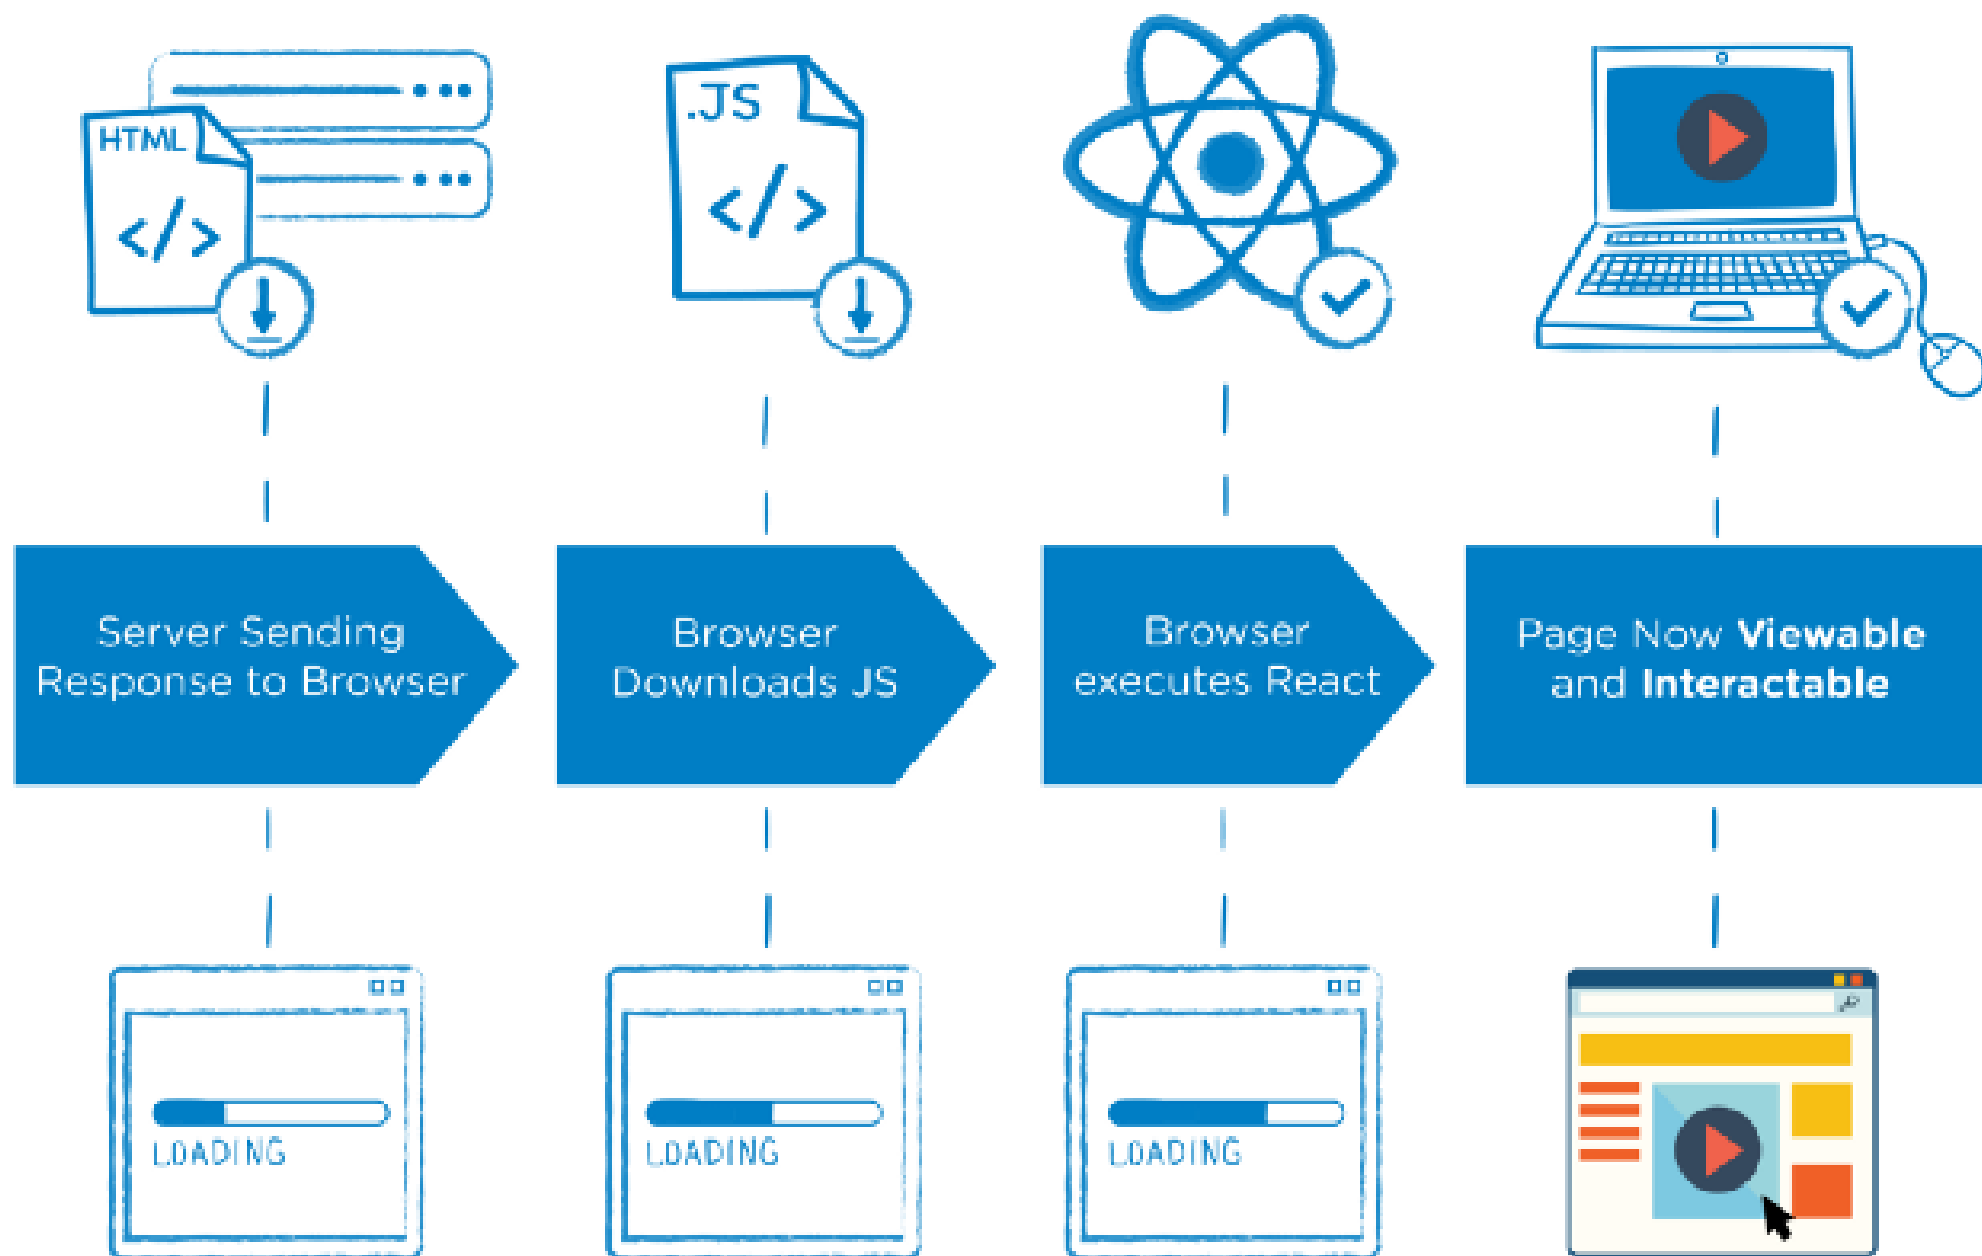 HTML
</>
.JS
</>
Server Sending
Response to Browser
Browser
Downloads JS
Browser
executes React
Page Now Viewable
and Interactable
LOADING
LOADING
LOADING